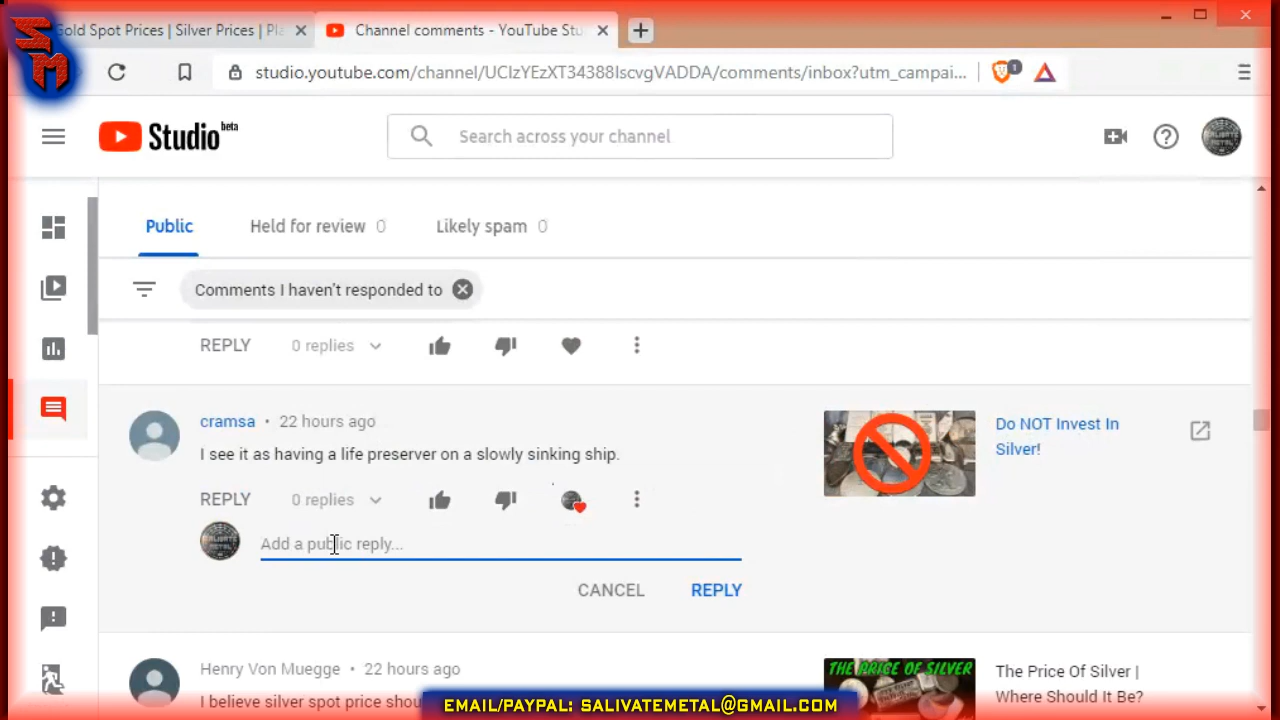 Gold Spot Prices | Silver Prices | Pla
Channel comments - YouTube Stu
SM
studio.youtube.com/channel/UCIzYEzXT34388IscvgVADDA/comments/inbox?utm_campai...
1
Studio beta
Search across your channel
Public
Held for review 0
Likely spam 0
Comments I haven't responded to
REPLY 0 replies
cramsa • 22 hours ago
I see it as having a life preserver on a slowly sinking ship.
Do NOT Invest In
Silver!
REPLY 0 replies
Add a public reply...
CANCEL REPLY
Henry Von Muegge • 22 hours ago
I believe silver spot price shou
THE PRICE OF SILVER
The Price Of Silver |
Where Should It Be?
EMAIL/PAYPAL: SALIVATEMETAL@GMAIL.COM